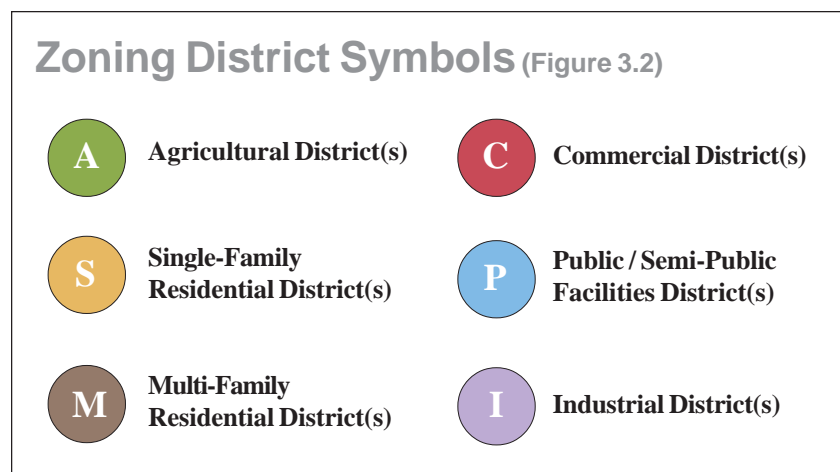 Zoning District Symbols (Figure 3.2)
A
Agricultural District(s)
C
Commercial District(s)
S
Single-Family
Residential District(s)
P
Public / Semi-Public
Facilities District(s)
M
Multi-Family
Residential District(s)
I
Industrial District(s)